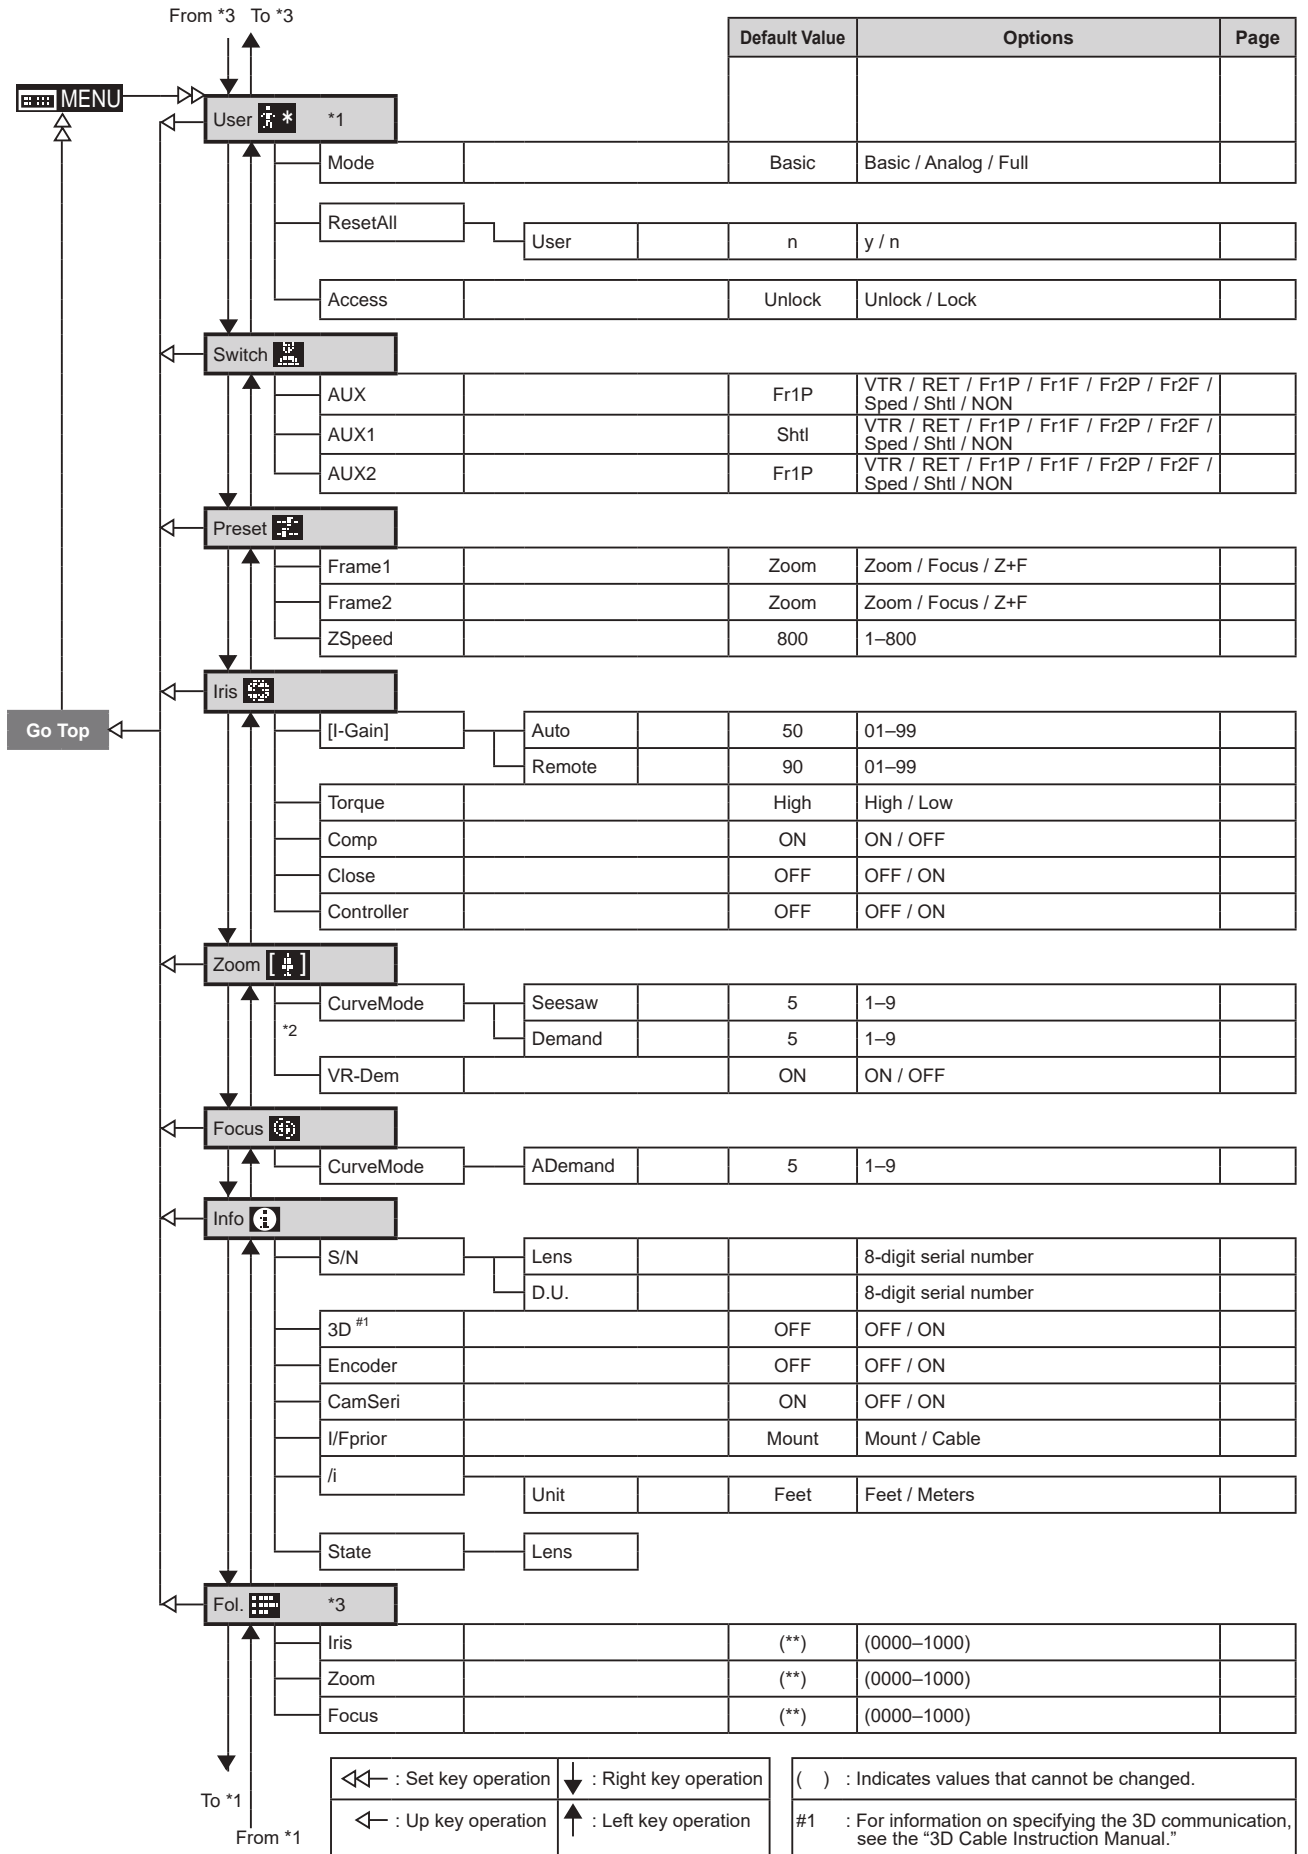 From *3 To *3
Default Value Options Page
MENU
User *1
Mode Basic Basic / Analog / Full
ResetAll
User n y / n
Access Unlock Unlock / Lock
Switch
AUX Fr1P VTR / RET / Fr1P / Fr1F / Fr2P / Fr2F /
Sped / Shtl / NON
AUX1 Shtl VTR / RET / Fr1P / Fr1F / Fr2P / Fr2F /
Sped / Shtl / NON
AUX2 Fr1P VTR / RET / Fr1P / Fr1F / Fr2P / Fr2F /
Sped / Shtl / NON
Preset
Frame1 Zoom Zoom / Focus / Z+F
Frame2 Zoom Zoom / Focus / Z+F
ZSpeed 800 1–800
Iris
Go Top [I-Gain] Auto 50 01–99
Remote 90 01–99
Torque High High / Low
Comp ON ON / OFF
Close OFF OFF / ON
Controller OFF OFF / ON
Zoom
CurveMode Seesaw 5 1–9
*2
Demand 5 1–9
VR-Dem ON ON / OFF
Focus
CurveMode ADemand 5 1–9
Info
S/N Lens 8-digit serial number
D.U. 8-digit serial number
3D #1 OFF OFF / ON
Encoder OFF OFF / ON
CamSeri ON OFF / ON
I/Fprior Mount Mount / Cable
/i
Unit Feet Feet / Meters
State Lens
Fol. *3
Iris (**) (0000–1000)
Zoom (**) (0000–1000)
Focus (**) (0000–1000)
: Set key operation : Right key operation ( ) : Indicates values that cannot be changed.
To *1
: Up key operation : Left key operation #1 : For information on specifying the 3D communication,
see the “3D Cable Instruction Manual.”
From *1